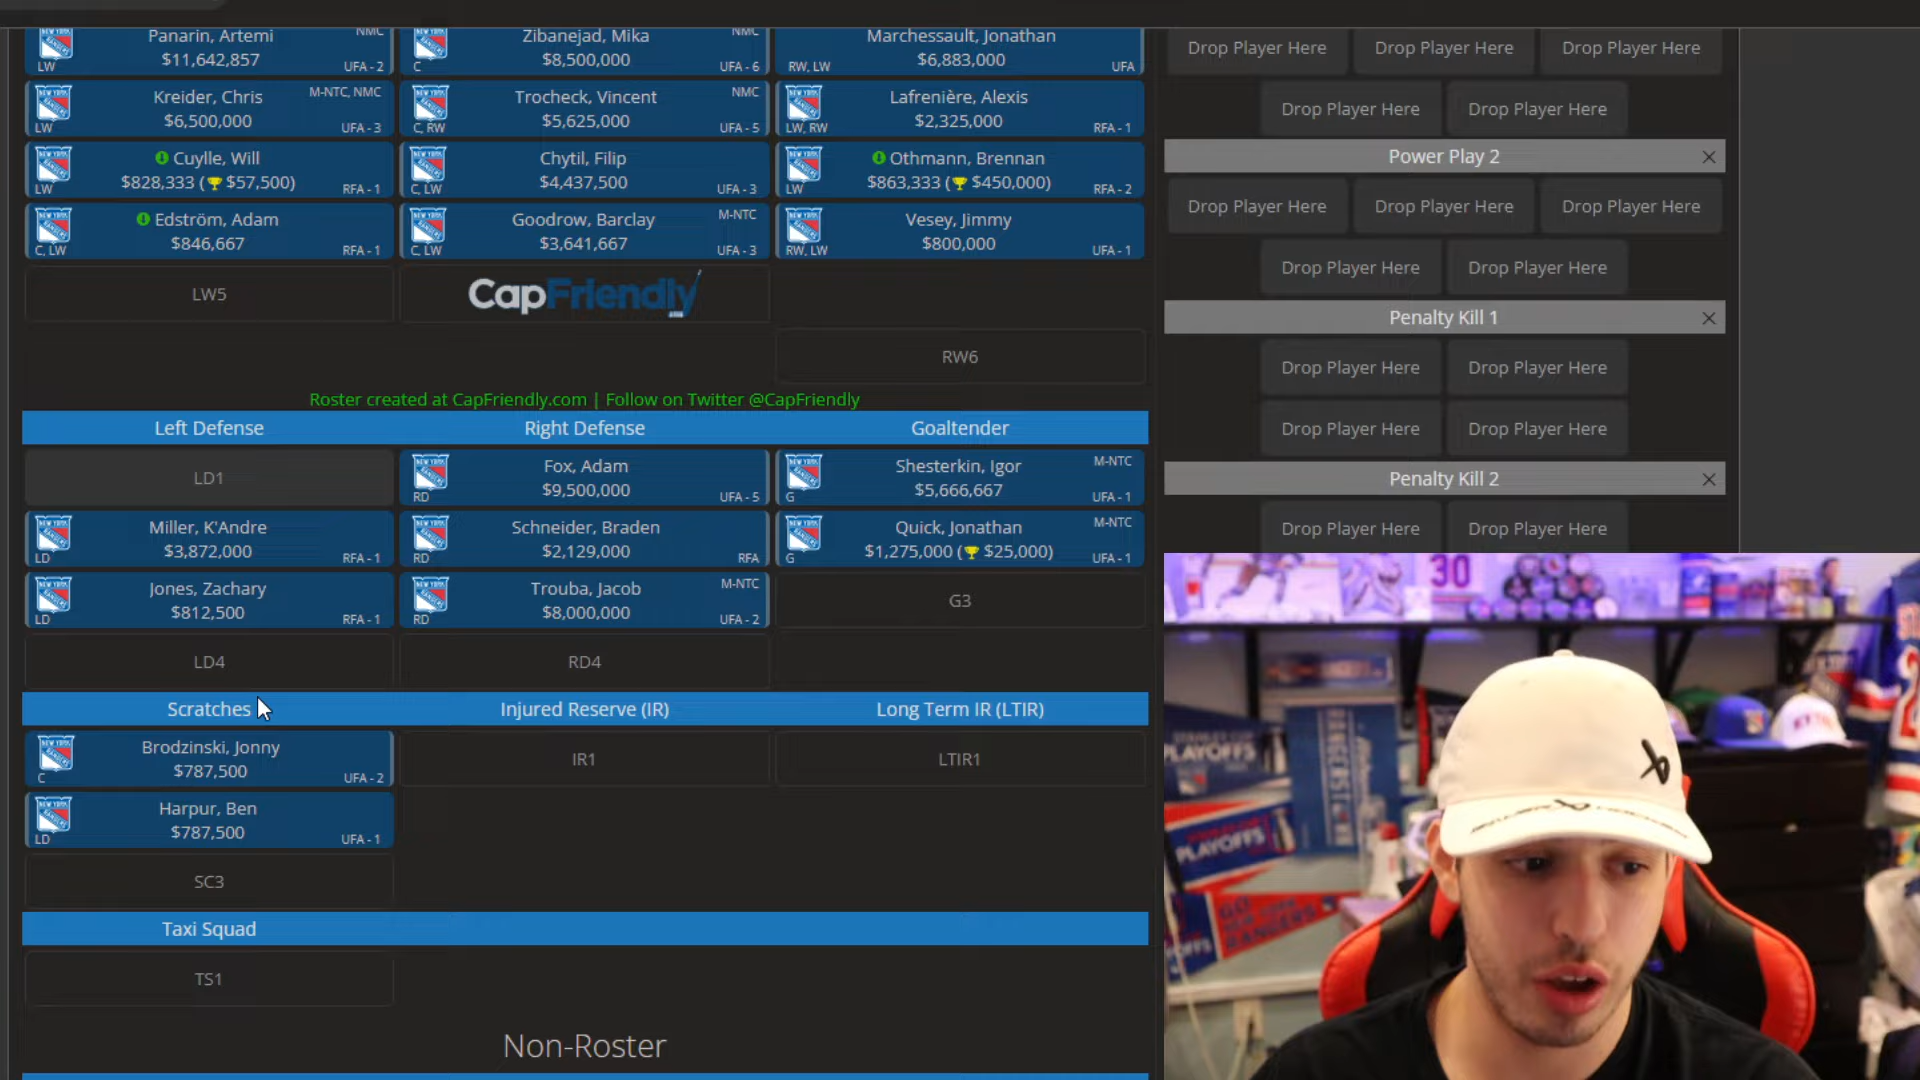 Panarin, Artemi NMC
$11,642,857
LW UFA - 2
Zibanejad, Mika NMC
$8,500,000
C UFA - 6
Marchessault, Jonathan
$6,883,000
RW, LW UFA
Drop Player Here Drop Player Here Drop Player Here
Kreider, Chris M-NTC, NMC
$6,500,000
LW UFA - 3
Trocheck, Vincent NMC
$5,625,000
C, RW UFA - 5
Lafrenière, Alexis
$2,325,000
LW, RW RFA - 1
Drop Player Here Drop Player Here
Cuylle, Will
$828,333 ( $57,500)
LW RFA - 1
Chytil, Filip
$4,437,500
C, LW UFA - 3
Othmann, Brennan
$863,333 ( $450,000)
LW RFA - 2
Power Play 2
Drop Player Here Drop Player Here Drop Player Here
Edström, Adam
$846,667
C, LW RFA - 1
Goodrow, Barclay M-NTC
$3,641,667
C, LW UFA - 3
Vesey, Jimmy
$800,000
RW, LW UFA - 1
Drop Player Here Drop Player Here
LW5
CapFriendly
RW6
Penalty Kill 1
Drop Player Here Drop Player Here
Drop Player Here Drop Player Here
Roster created at CapFriendly.com | Follow on Twitter @CapFriendly
Left Defense Right Defense Goaltender
LD1
Fox, Adam
$9,500,000
RD UFA - 5
Shesterkin, Igor M-NTC
$5,666,667
G UFA - 1
Penalty Kill 2
Drop Player Here Drop Player Here
Miller, K'Andre
$3,872,000
LD RFA - 1
Schneider, Braden
$2,129,000
RD RFA
Quick, Jonathan M-NTC
$1,275,000 ( $25,000)
G UFA - 1
Jones, Zachary
$812,500
LD RFA - 1
Trouba, Jacob M-NTC
$8,000,000
RD UFA - 2
G3
LD4 RD4
Scratches Injured Reserve (IR) Long Term IR (LTIR)
Brodzinski, Jonny
$787,500
C UFA - 2
IR1 LTIR1
Harpur, Ben
$787,500
LD UFA - 1
SC3
Taxi Squad
TS1
Non-Roster
30
PLAYOFFS
PLAYOFFS
GO
RANGERS